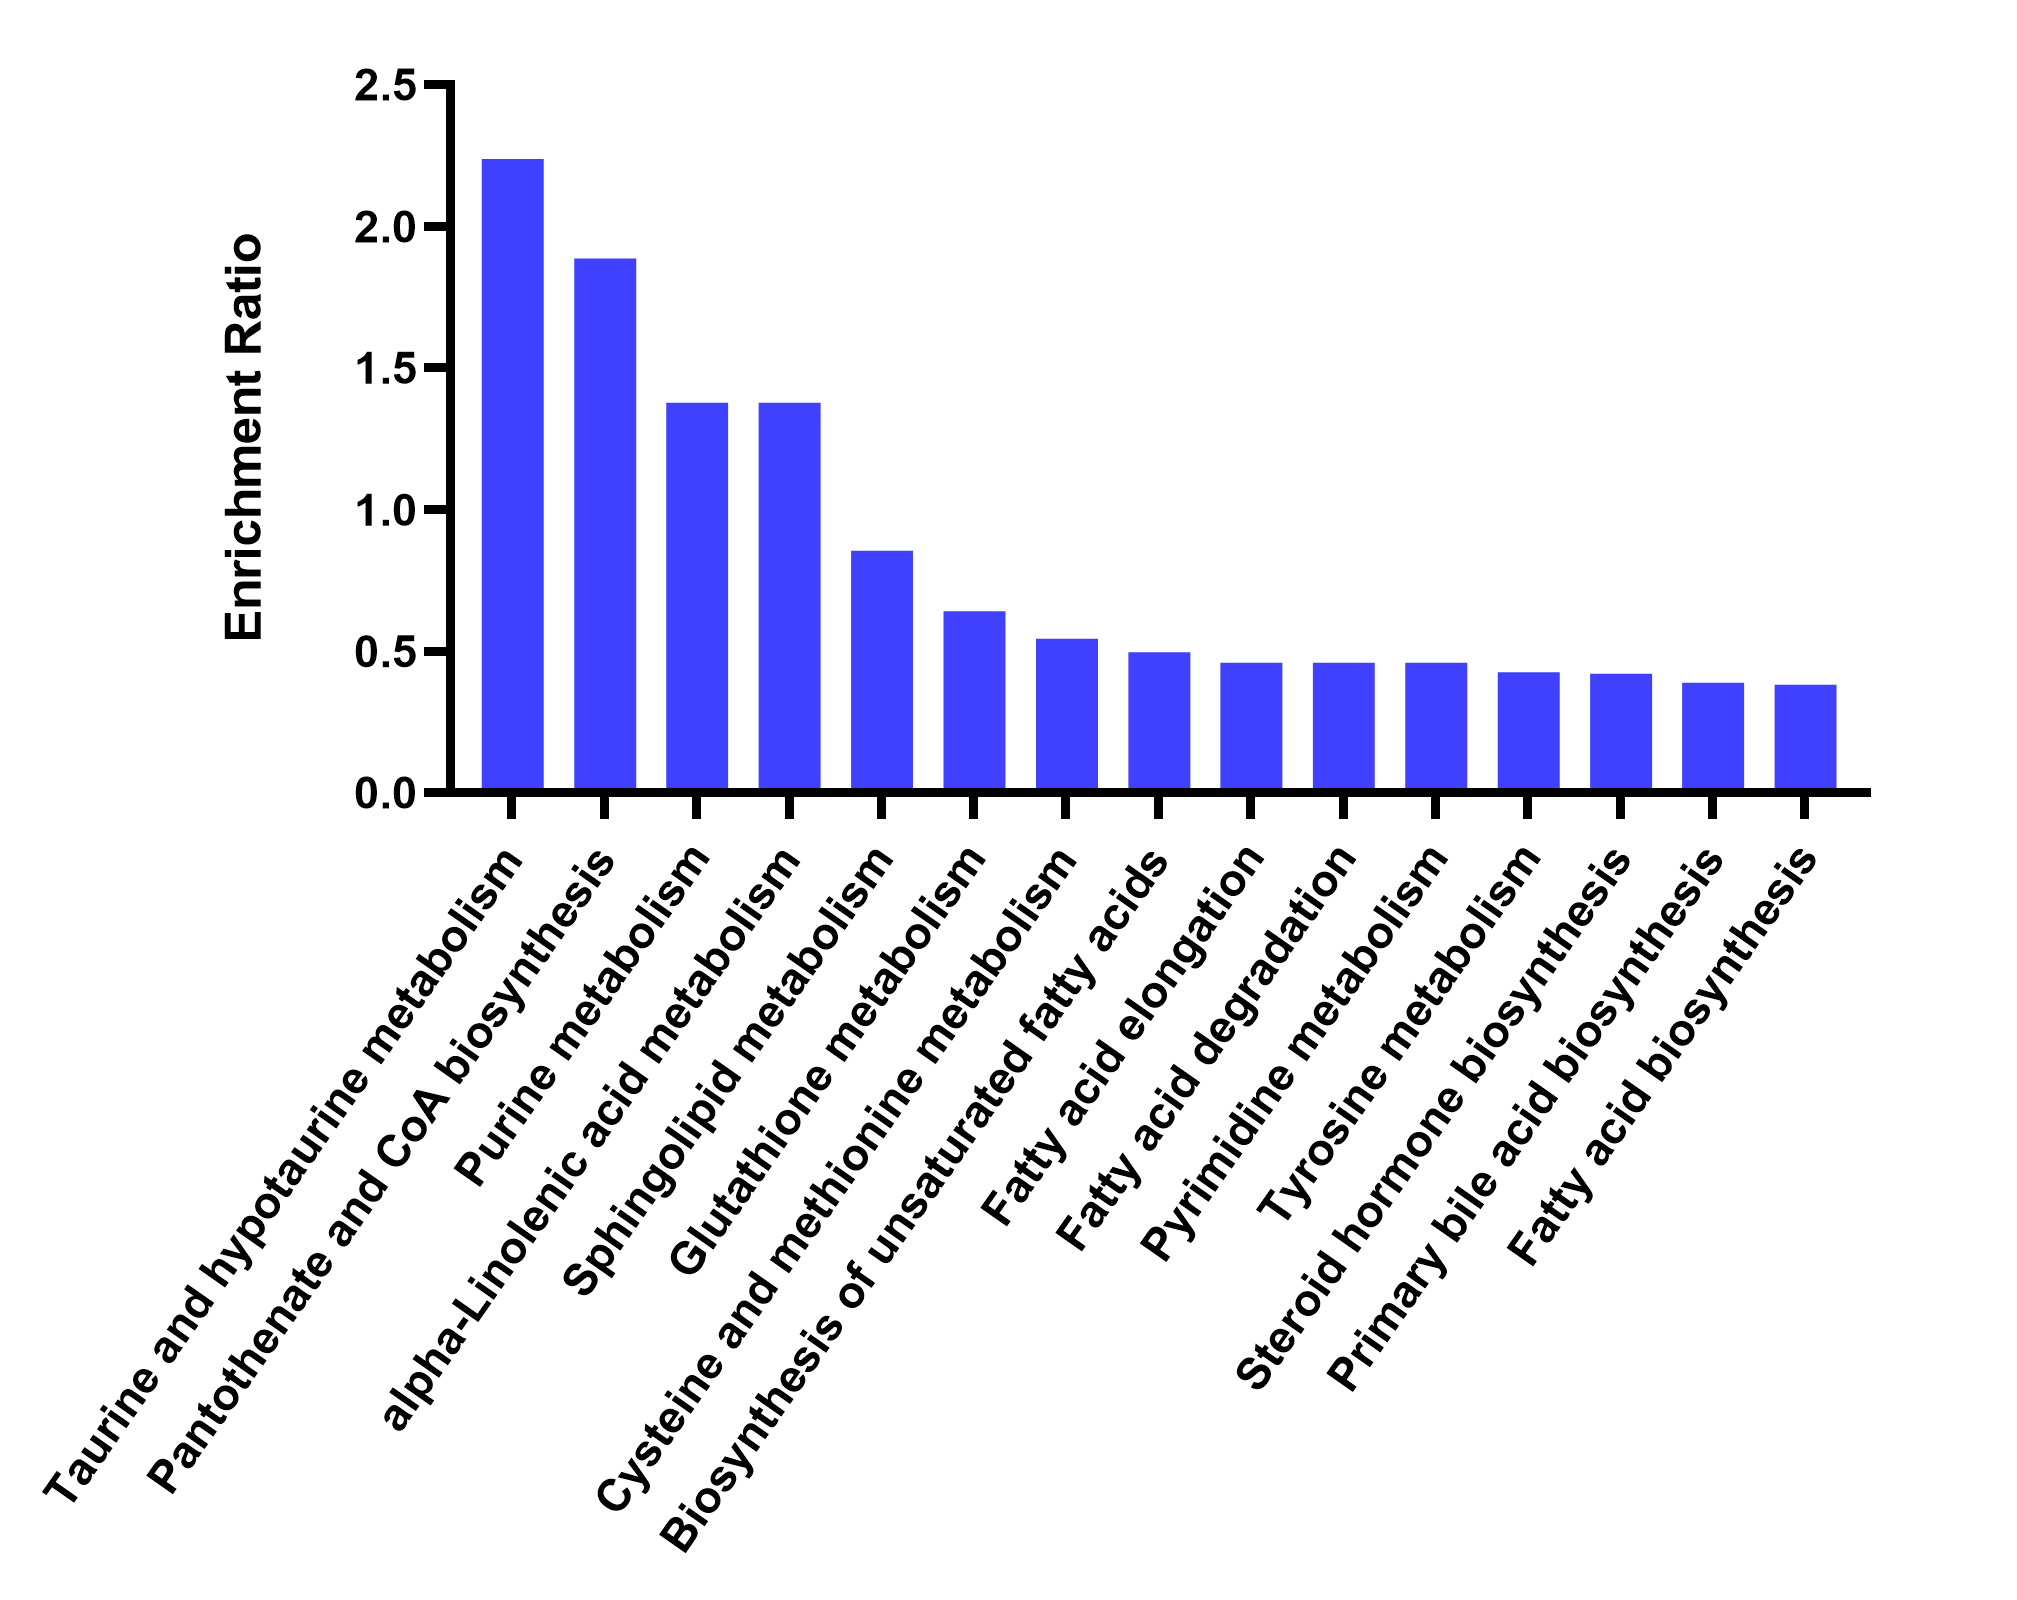 Enrichment Ratio
2.5
2.0
1.5
1.0
0.5
0.0
Taurine and hypotaurine metabolism
Pantothenate and CoA biosynthesis
Purine metabolism
alpha-Linolenic acid metabolism
Sphingolipid metabolism
Glutathione metabolism
Cysteine and methionine metabolism
Biosynthesis of unsaturated fatty acids
Fatty acid elongation
Fatty acid degradation
Pyrimidine metabolism
Tyrosine metabolism
Steroid hormone biosynthesis
Primary bile acid biosynthesis
Fatty acid biosynthesis